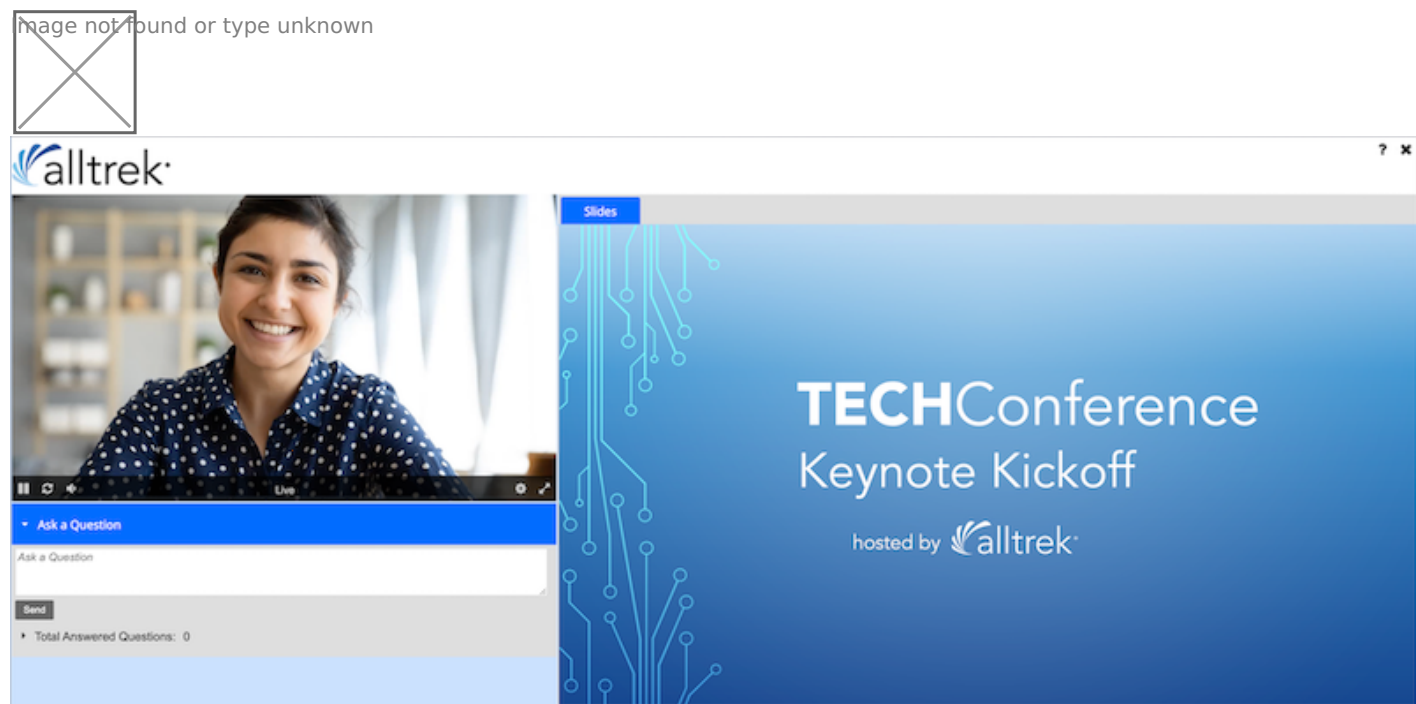 Image not found or type unknown
alltrek
? ✖
Slides
Live
TECHConference
Keynote Kickoff
hosted by alltrek
Ask a Question
Ask a Question
Send
Total Answered Questions: 0